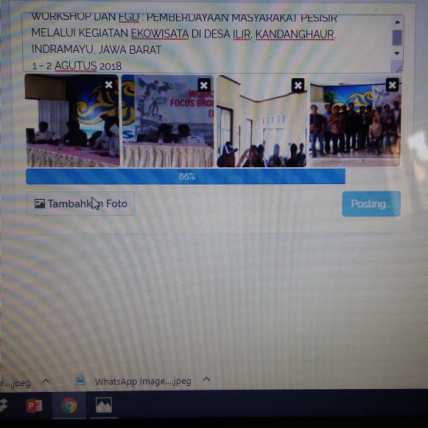 WORKSHOP DAN FGD : PEMBERDAYAAN MASYARAKAT PESISIR
MELALUI KEGIATAN EKOWISATA DI DESA ILIR, KANDANGHAUR,
INDRAMAYU, JAWA BARAT
1 - 2 AGUTUS 2018
FOCUS GROU
86%
Tambahkan Foto
Posting...
....jpeg
WhatsApp Image....jpeg